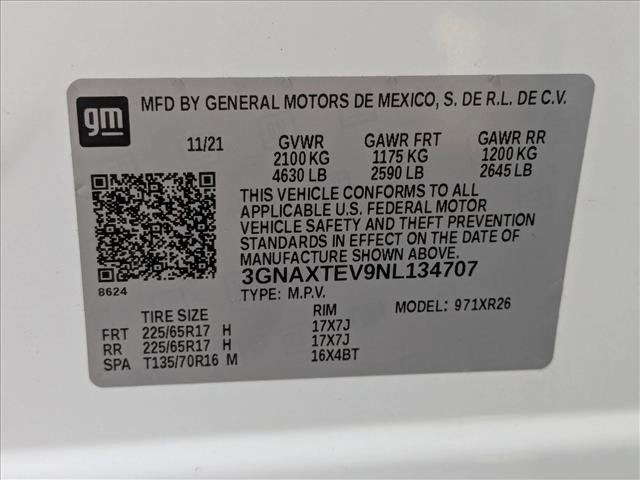 gm
MFD BY GENERAL MOTORS DE MEXICO, S. DE R.L. DE C.V.
11/21 GVWR GAWR FRT GAWR RR
2100 KG 1175 KG 1200 KG
4630 LB 2590 LB 2645 LB
THIS VEHICLE CONFORMS TO ALL
APPLICABLE U.S. FEDERAL MOTOR
VEHICLE SAFETY AND THEFT PREVENTION
STANDARDS IN EFFECT ON THE DATE OF
MANUFACTURE SHOWN ABOVE.
8624
3GNAXTEV9NL134707
TYPE: M.P.V. MODEL: 971XR26
TIRE SIZE RIM
FRT 225/65R17 H 17X7J
RR 225/65R17 H 17X7J
SPA T135/70R16 M 16X4BT